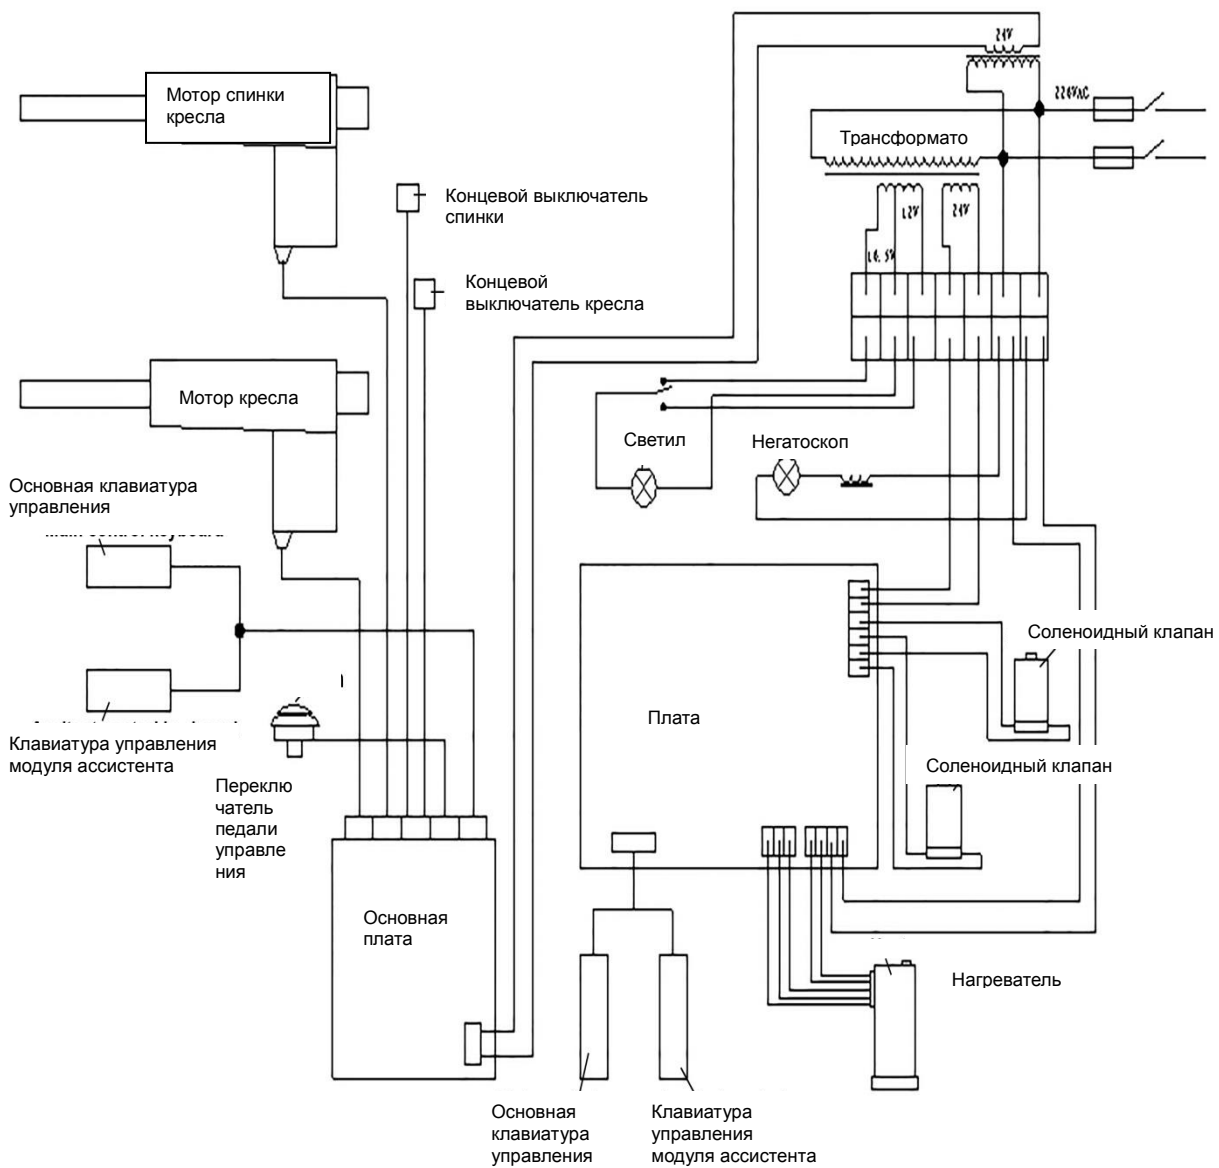 24V
Мотор спинки
кресла
220VAC
Трансформато
Концевой выключатель
спинки
12V
24V
Концевой
выключатель кресла
Мотор кресла
Светил
Негатоскоп
Основная клавиатура
управления
Соленоидный клапан
Плата
Клавиатура управления
модуля ассистента
Соленоидный клапан
Переклю
чатель
педали
управле
ния
Основная
плата
Нагреватель
Основная
клавиатура
управления
Клавиатура
управления
модуля ассистента